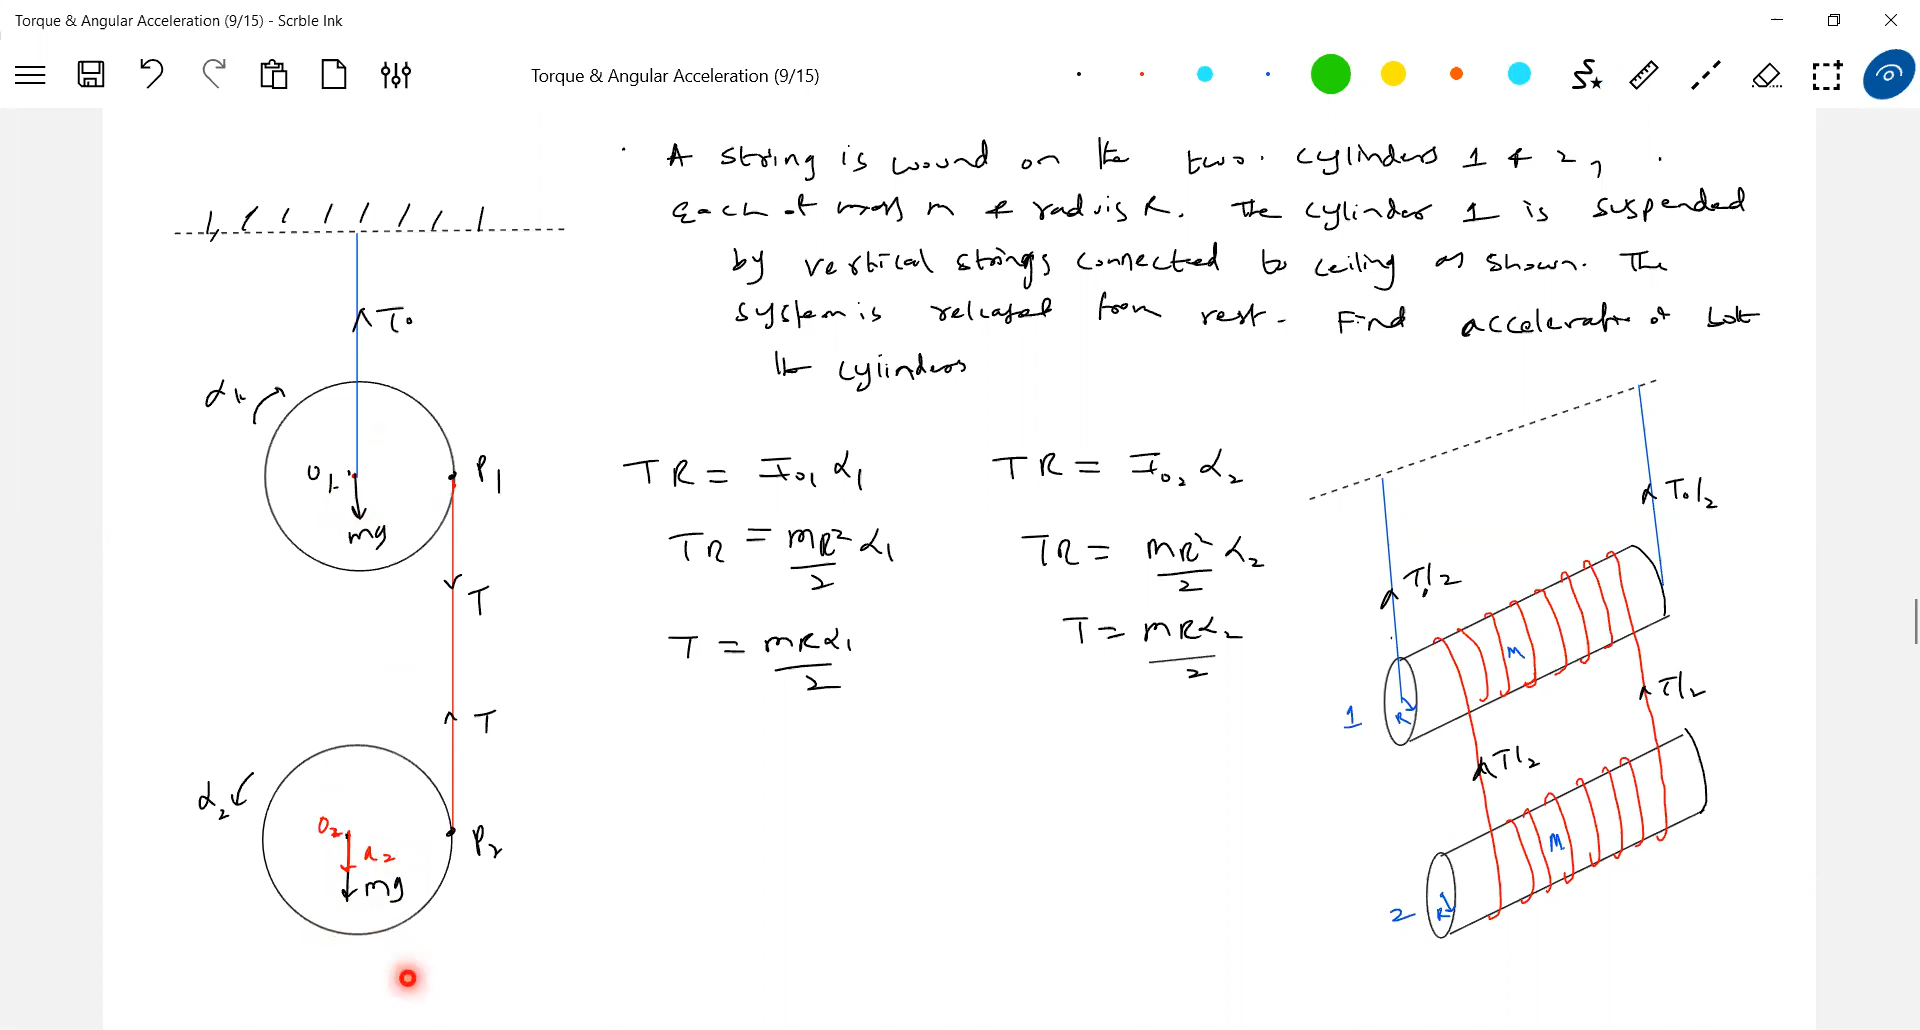 Torque & Angular Acceleration (9/15) - Scrble Ink
Torque & Angular Acceleration (9/15)
A string is wound on the two cylinders 1 & 2,
each of mass m & radius R. The cylinder 1 is suspended
by vertical strings connected to ceiling as shown. The
system is released from rest. Find acceleration of both
the cylinders
T₀
α₁
O₁
P₁
mg
T
T
α₂
O₂
a₂
mg
P₂
TR = I₀₁ α₁
TR = mR²/2 α₁
T = mRα₁/2
TR = I₀₂ α₂
TR = mR²/2 α₂
T = mRα₂/2
T₀/2
T₀/2
M
R
1
T/2
T/2
M
R
2